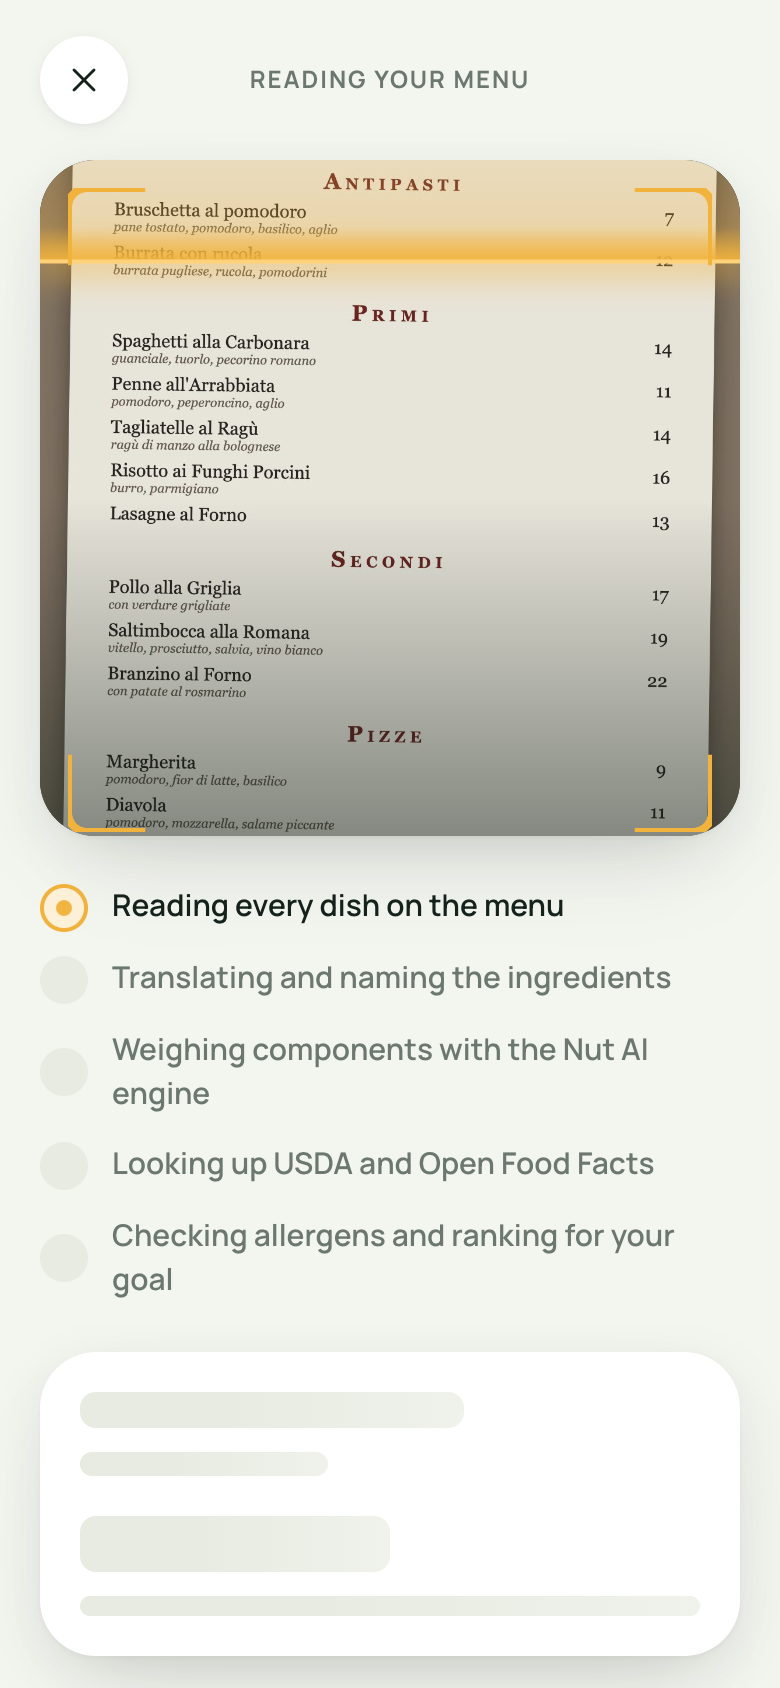 READING YOUR MENU
ANTIPASTI
Bruschetta al pomodoro 7
pane tostato, pomodoro, basilico, aglio
Burrata con rucola 12
burrata pugliese, rucola, pomodorini
PRIMI
Spaghetti alla Carbonara 14
guanciale, tuorlo, pecorino romano
Penne all'Arrabbiata 11
pomodoro, peperoncino, aglio
Tagliatelle al Ragù 14
ragù di manzo alla bolognese
Risotto ai Funghi Porcini 16
burro, parmigiano
Lasagne al Forno 13
SECONDI
Pollo alla Griglia 17
con verdure grigliate
Saltimbocca alla Romana 19
vitello, prosciutto, salvia, vino bianco
Branzino al Forno 22
con patate al rosmarino
PIZZE
Margherita 9
pomodoro, fior di latte, basilico
Diavola 11
pomodoro, mozzarella, salame piccante
Reading every dish on the menu
Translating and naming the ingredients
Weighing components with the Nut AI
engine
Looking up USDA and Open Food Facts
Checking allergens and ranking for your
goal